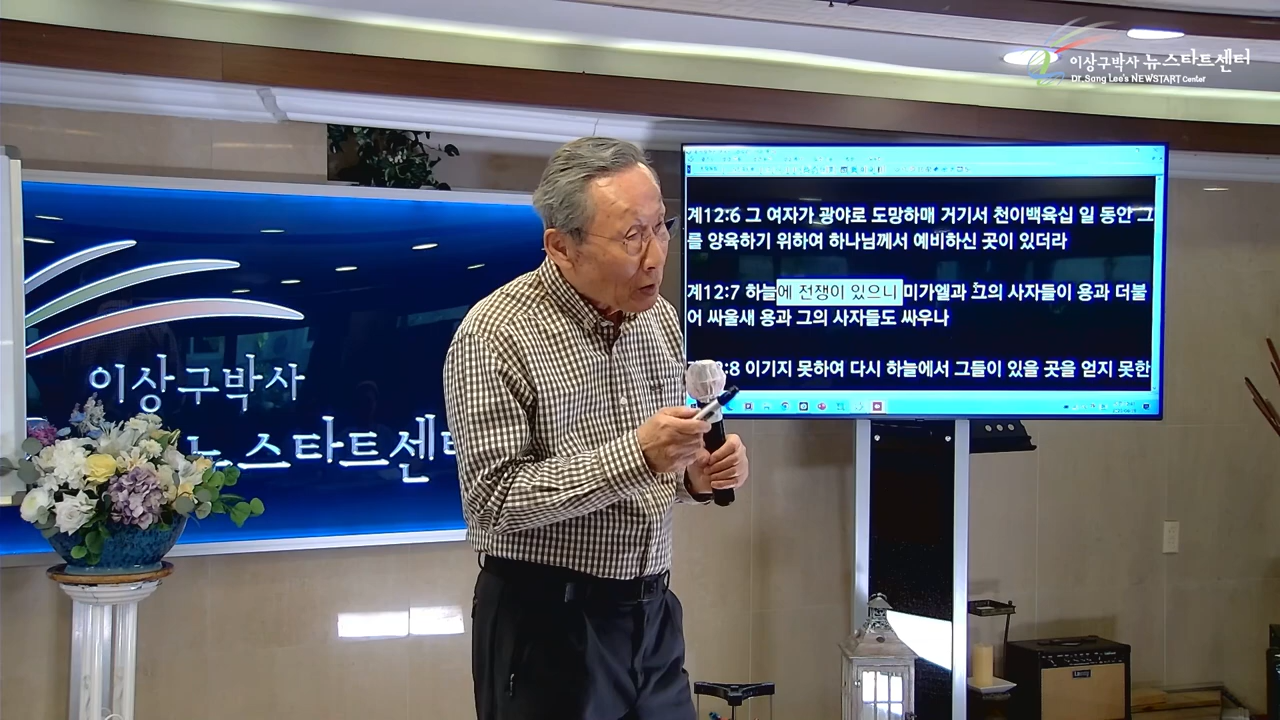 이상구박사 뉴스타트센터
Dr. Sang Lee's NEWSTART Center
계12:6 그 여자가 광야로 도망하매 거기서 천이백육십 일 동안 그
를 양육하기 위하여 하나님께서 예비하신 곳이 있더라
계12:7 하늘에 전쟁이 있으니 미가엘과 그의 사자들이 용과 더불
어 싸울새 용과 그의 사자들도 싸우나
:8 이기지 못하여 다시 하늘에서 그들이 있을 곳을 얻지 못한
이상구박사
뉴스타트센터
Laney